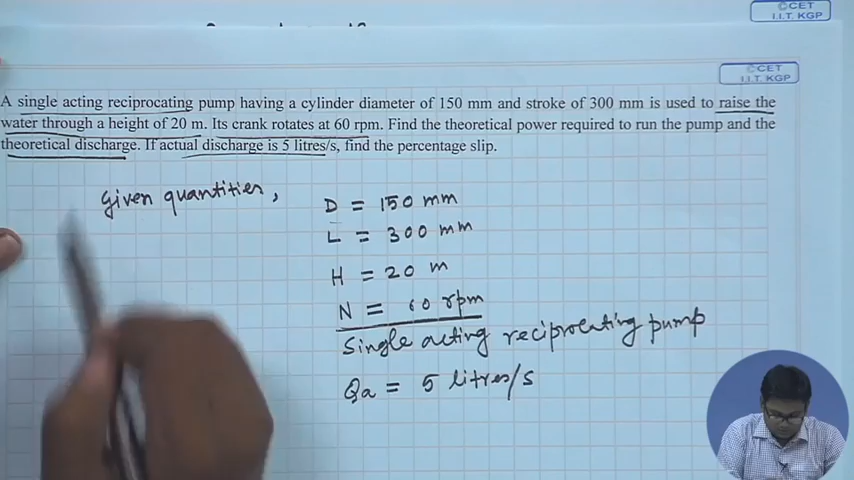 ©CET
I.I.T. KGP
©CET
I.I.T. KGP
A single acting reciprocating pump having a cylinder diameter of 150 mm and stroke of 300 mm is used to raise the
water through a height of 20 m. Its crank rotates at 60 rpm. Find the theoretical power required to run the pump and the
theoretical discharge. If actual discharge is 5 litres/s, find the percentage slip.
Given quantities,
D = 150 mm
L = 300 mm
H = 20 m
N = 60 rpm
Single acting reciprocating pump
Qa = 5 litres/s